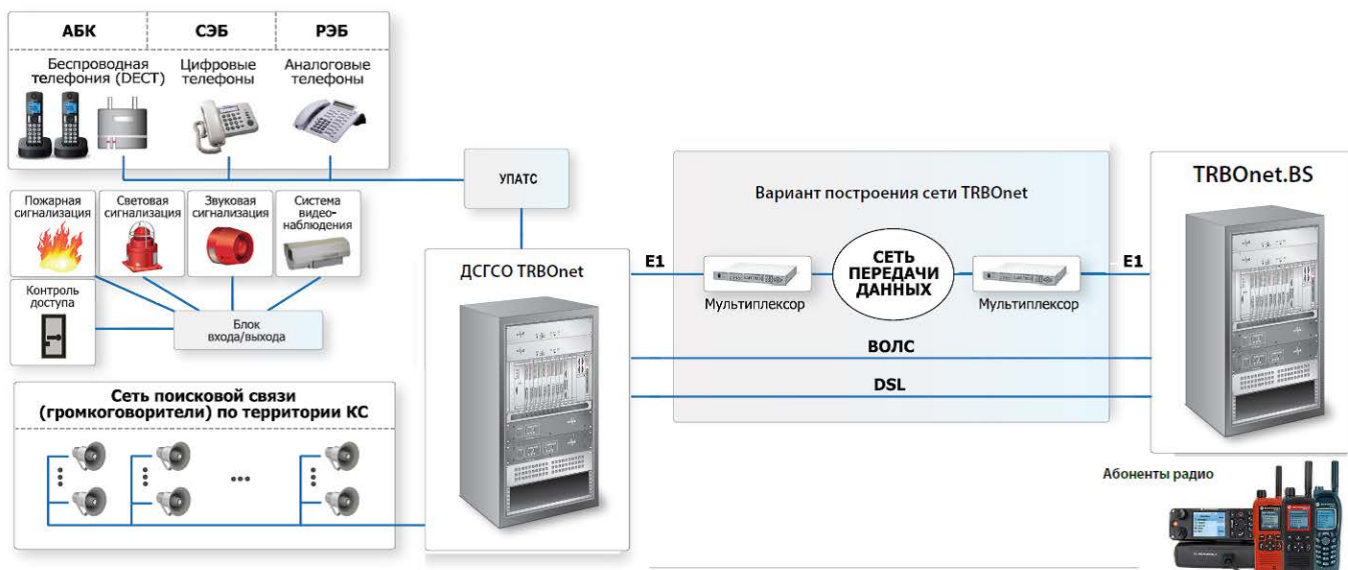 АБК
СЭБ
РЭБ
Беспроводная
телефония (DECT)
Цифровые
телефоны
Аналоговые
телефоны
УПАТС
Пожарная
сигнализация
Световая
сигнализация
Звуковая
сигнализация
Система
видео-
наблюдения
Контроль
доступа
Блок
входа/выхода
Сеть поисковой связи
(громкоговорители) по территории КС
...
ДСГСО TRBOnet
Вариант построения сети TRBOnet
E1
Мультиплексор
СЕТЬ
ПЕРЕДАЧИ
ДАННЫХ
Мультиплексор
E1
ВОЛС
DSL
TRBOnet.BS
Абоненты радио